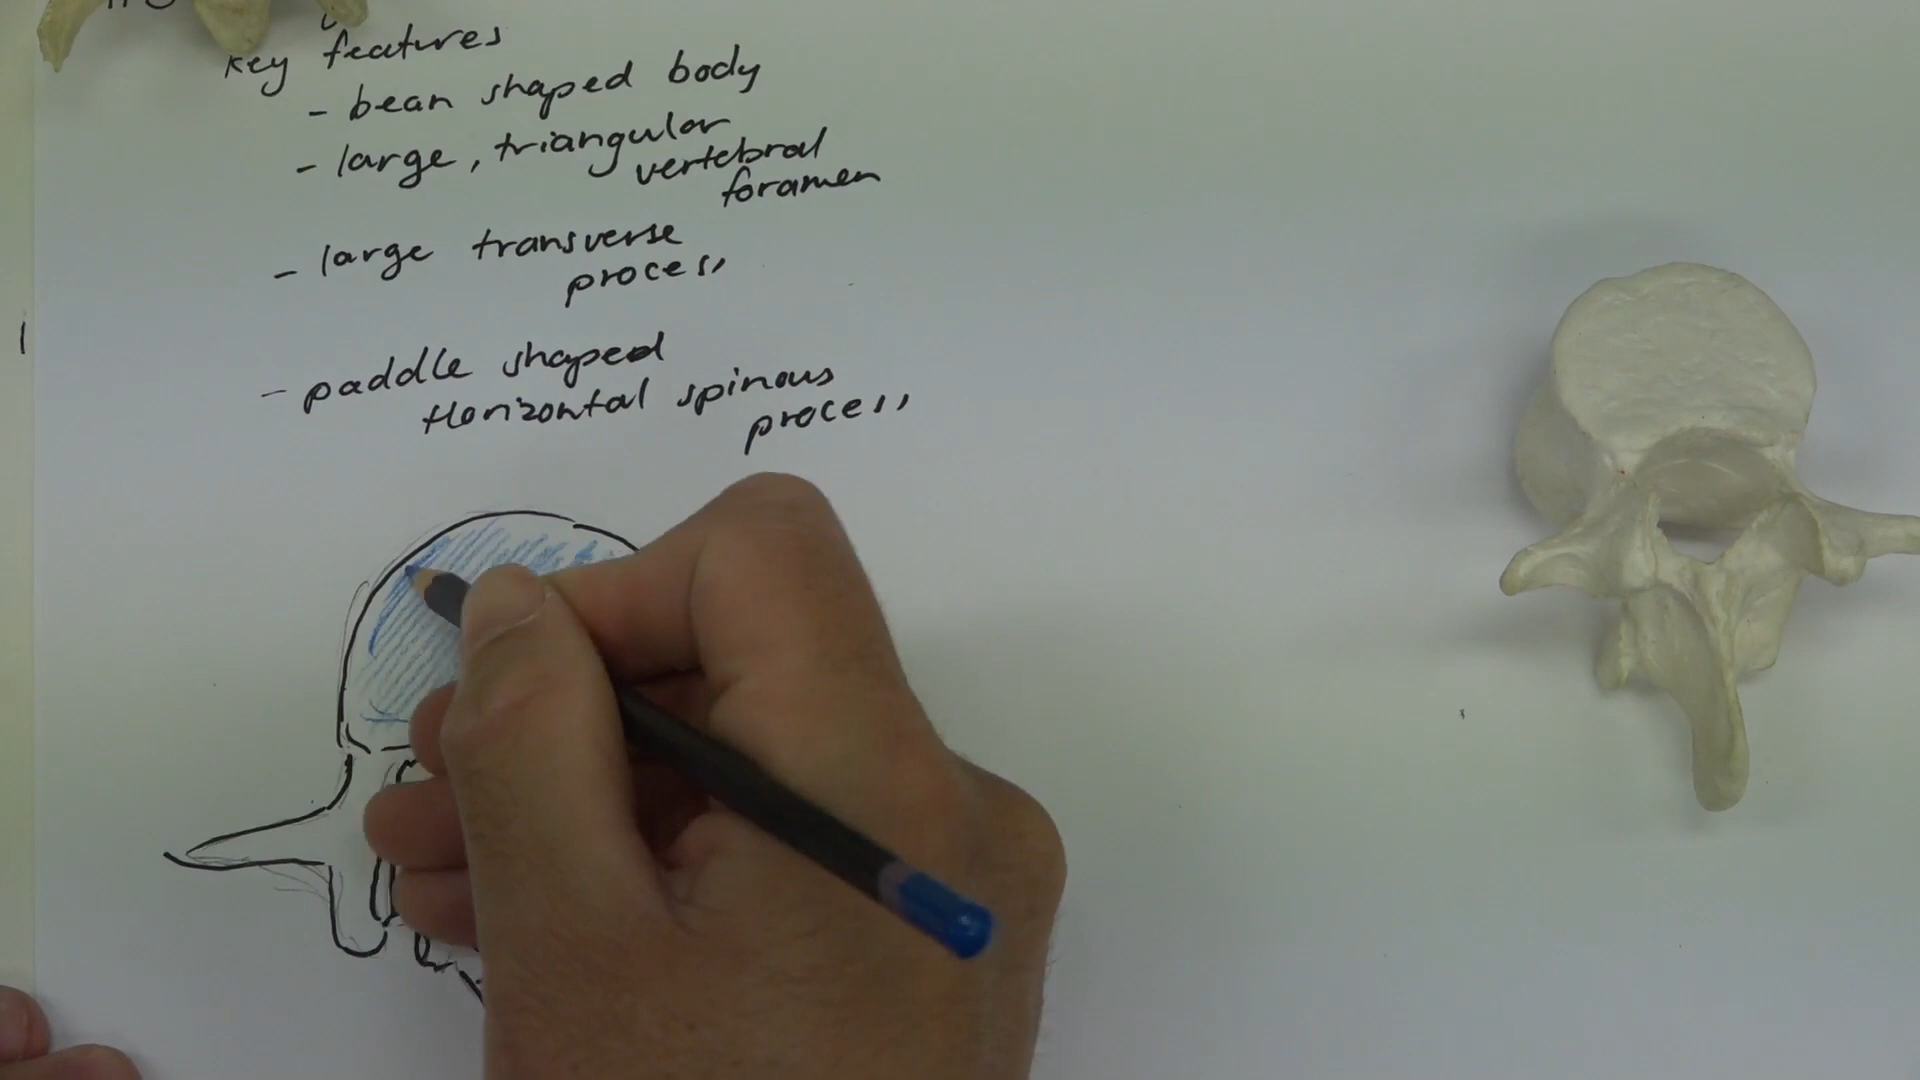 key features
- bean shaped body
- large, triangular
vertebral
foramen
- large transverse
process
- paddle shaped
Horizontal spinous
process